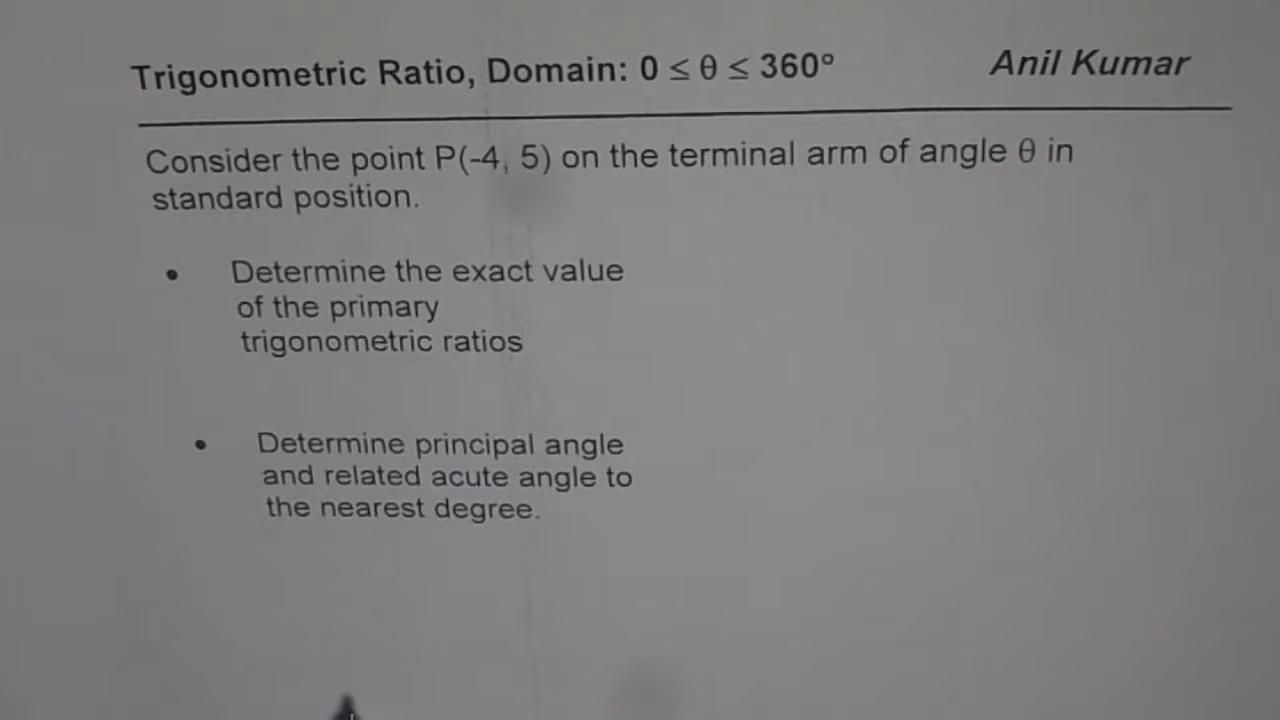 Trigonometric Ratio, Domain: 0 ≤ θ ≤ 360° Anil Kumar
Consider the point P(-4, 5) on the terminal arm of angle θ in
standard position.
• Determine the exact value
of the primary
trigonometric ratios
• Determine principal angle
and related acute angle to
the nearest degree.